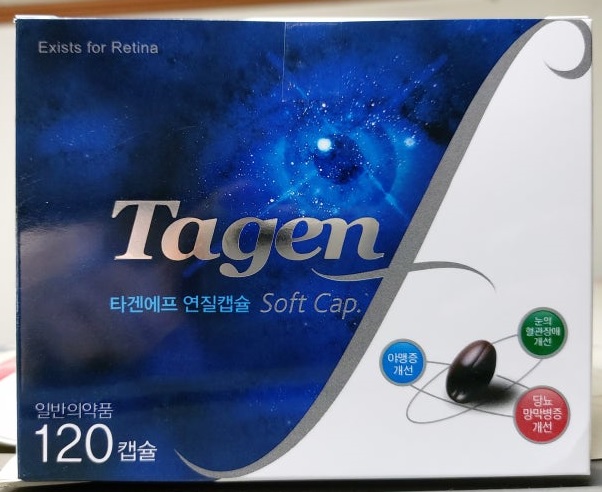 Exists for Retina
Tagen f
타겐에프 연질캡슐 Soft Cap.
눈의
혈관장애
개선
야맹증
개선
당뇨
망막병증
개선
일반의약품
120 캡슐